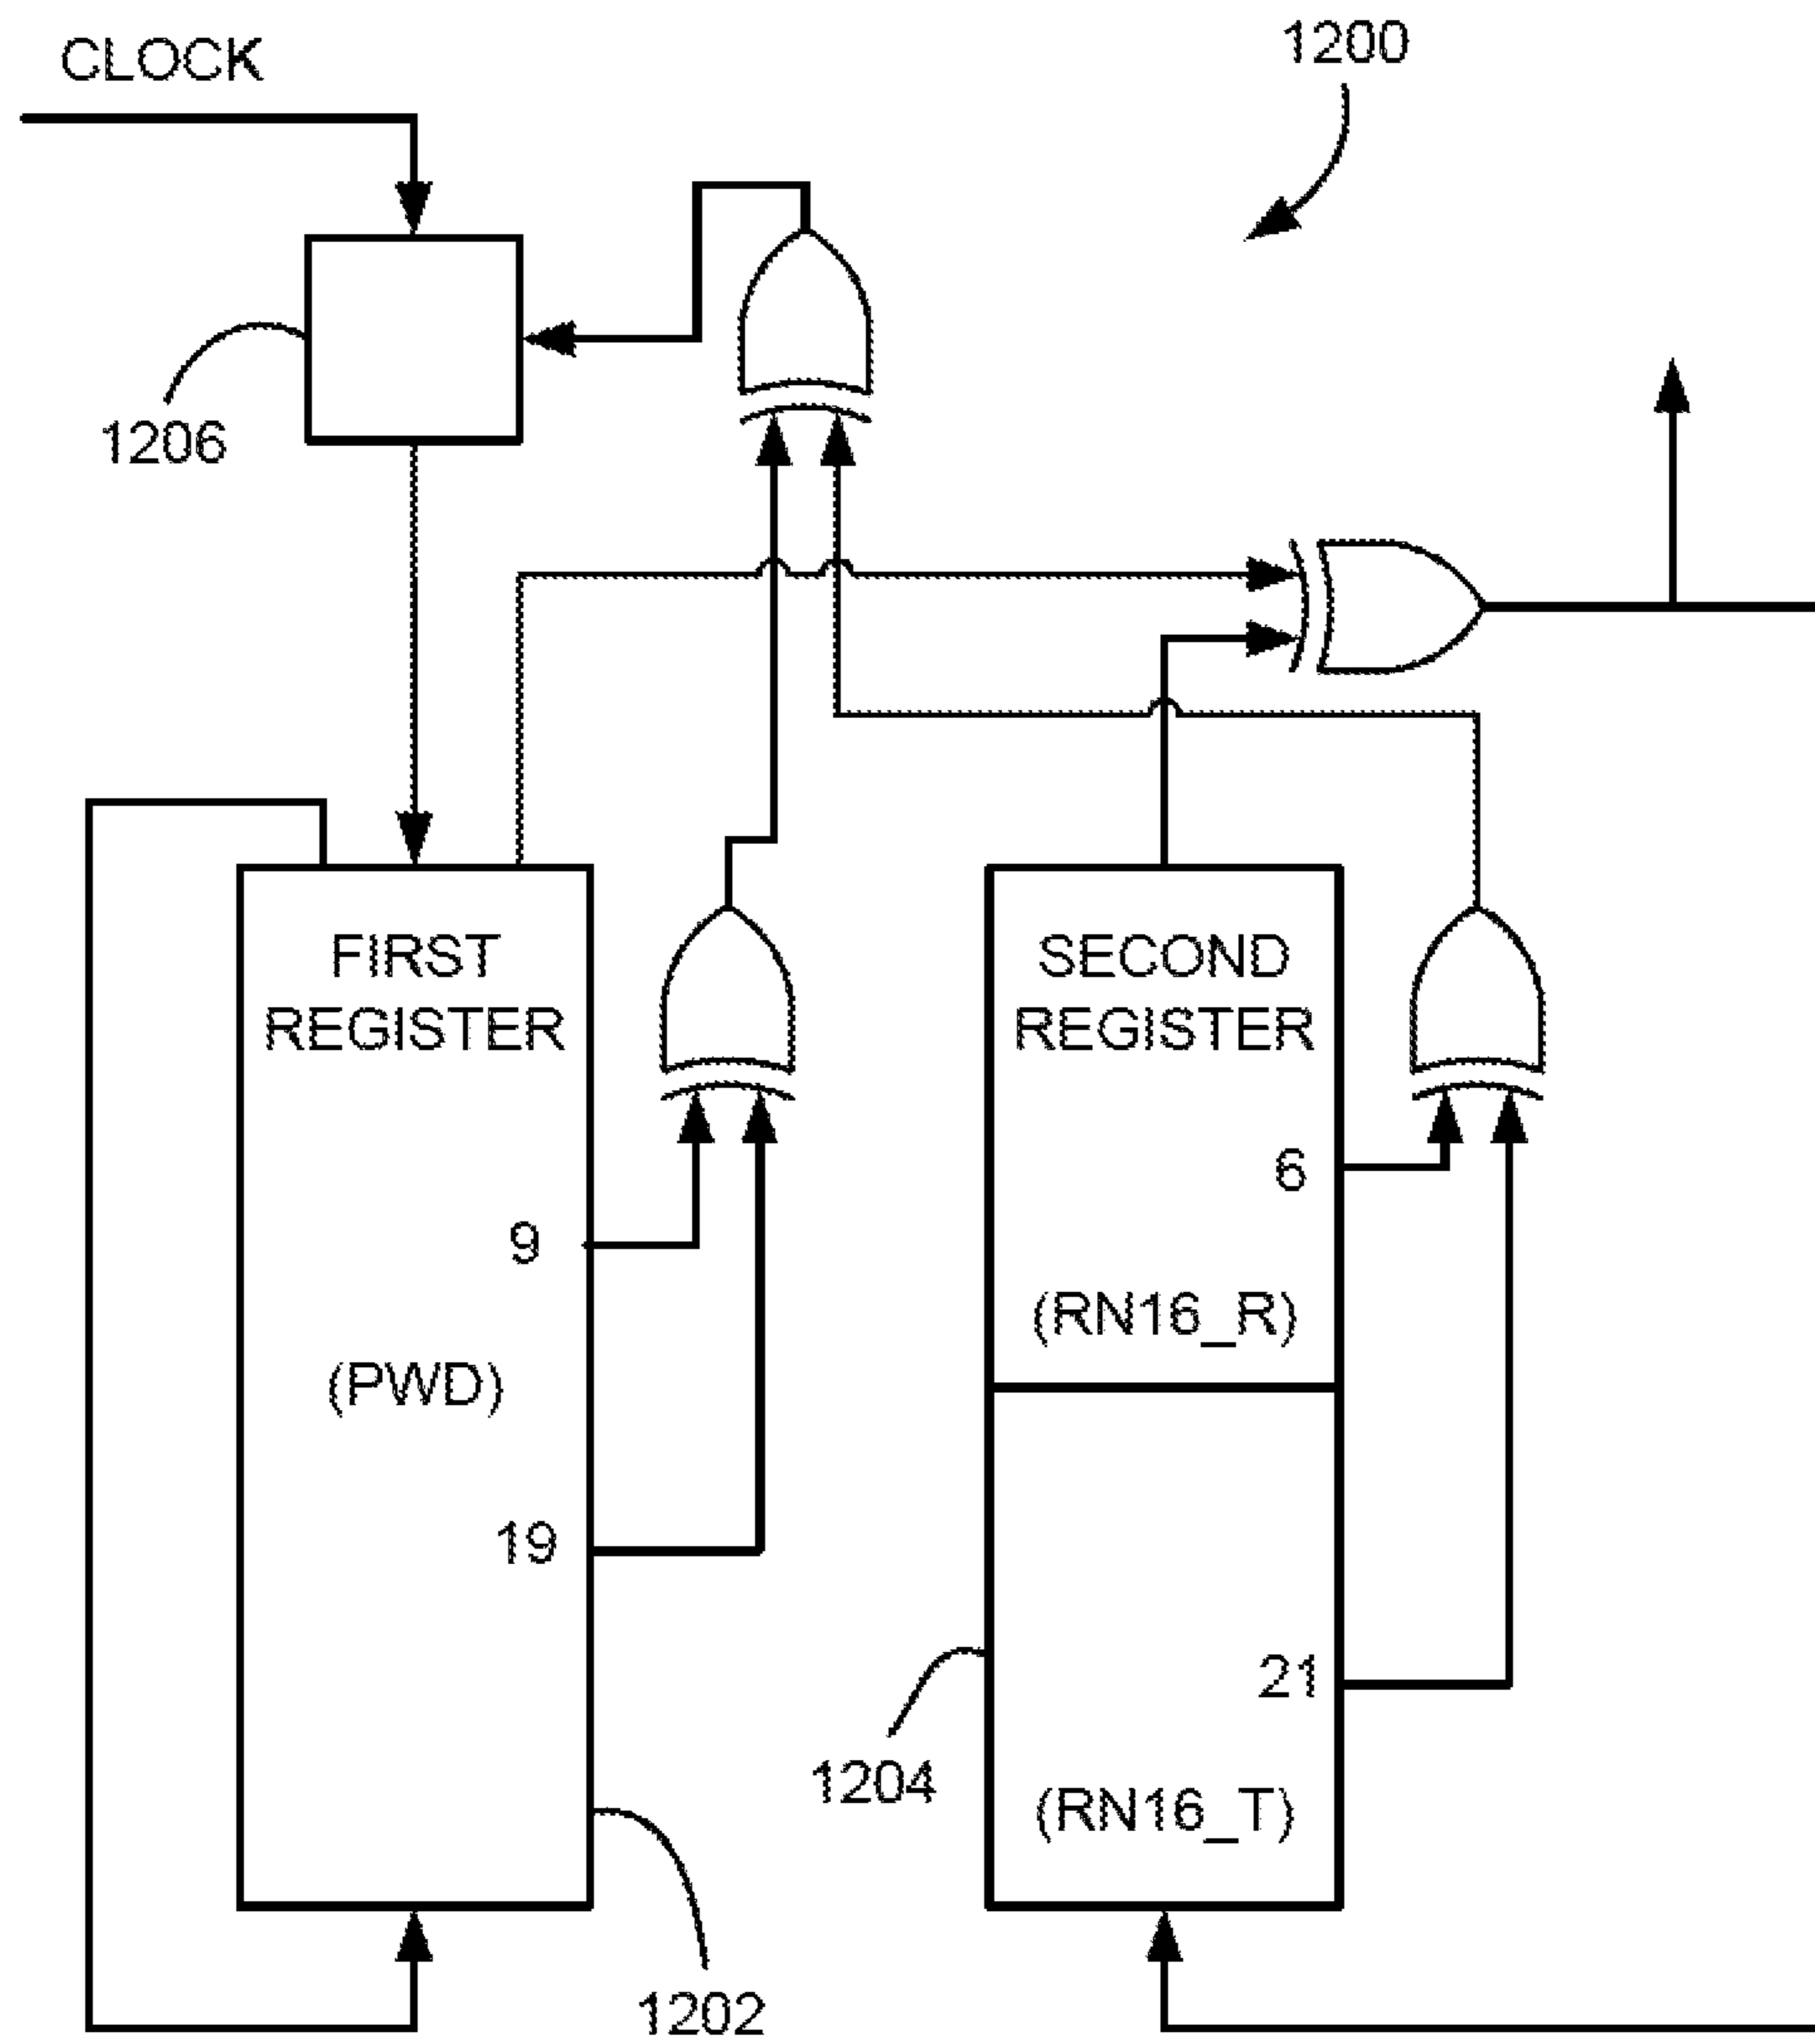 CLOCK
1200
1206
FIRST
REGISTER
9
(PWD)
19
1202
SECOND
REGISTER
6
(RN16_R)
21
1204
(RN16_T)